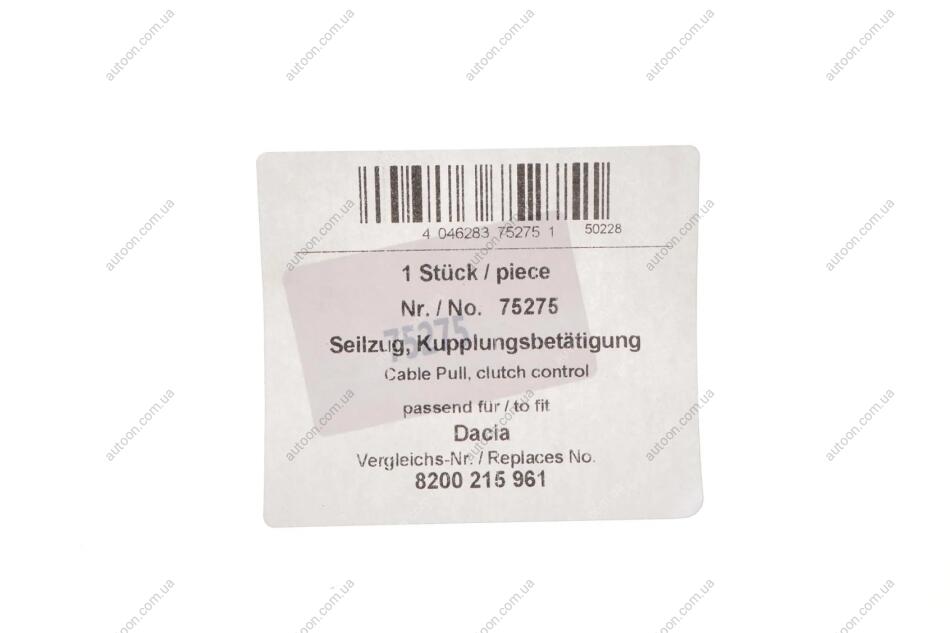 4 046283 75275 1 50228
1 Stück / piece
Nr. / No. 75275
75275
Seilzug, Kupplungsbetätigung
Cable Pull, clutch control
passend für / to fit
Dacia
Vergleichs-Nr. / Replaces No.
8200 215 961
autoon.com.ua